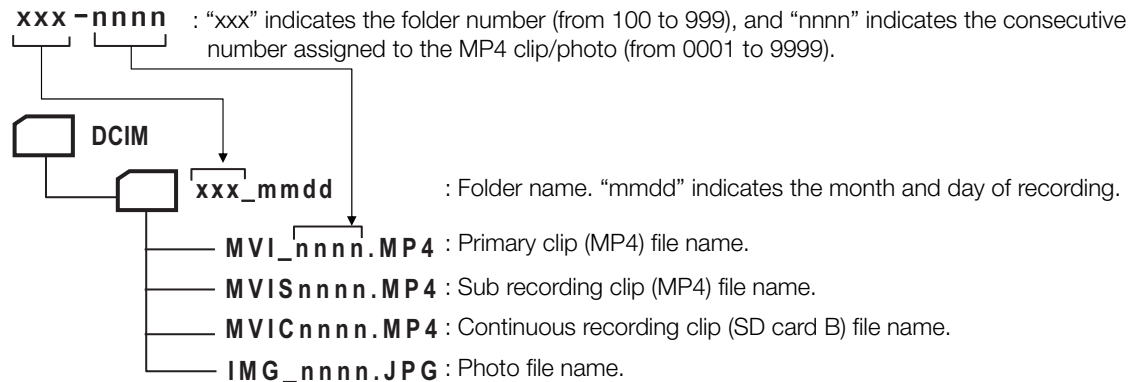 xxx-nnnn : “xxx” indicates the folder number (from 100 to 999), and “nnnn” indicates the consecutive
number assigned to the MP4 clip/photo (from 0001 to 9999).
DCIM
xxx_mmdd : Folder name. “mmdd” indicates the month and day of recording.
MVI_nnnn.MP4 : Primary clip (MP4) file name.
MVISnnnn.MP4 : Sub recording clip (MP4) file name.
MVICnnnn.MP4 : Continuous recording clip (SD card B) file name.
IMG_nnnn.JPG : Photo file name.